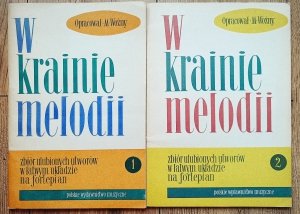 Opracował · M · Woźny
W
krainie
melodii
zbiór ulubionych utworów
w łatwym układzie
na fortepian
1
polskie wydawnictwo muzyczne
Opracował · M · Woźny
W
krainie
melodii
zbiór ulubionych utworów
w łatwym układzie
na fortepian
2
polskie wydawnictwo muzyczne